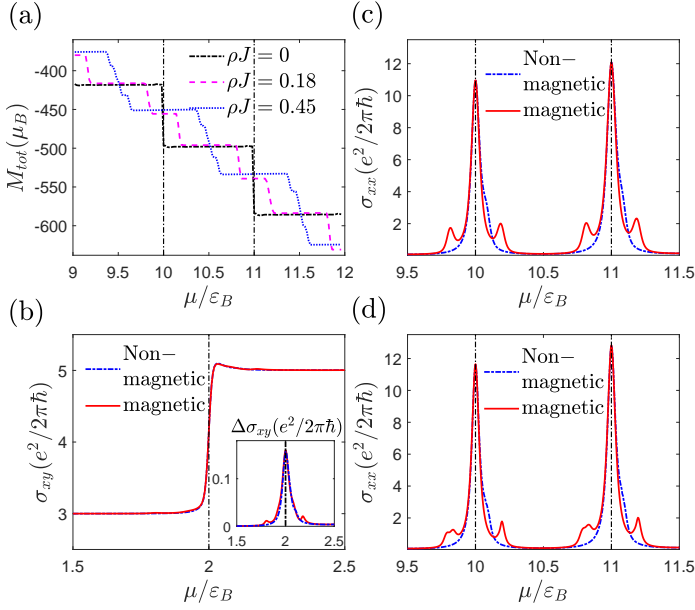 (a)
ρJ = 0
ρJ = 0.18
ρJ = 0.45
-400
-450
-500
-550
-600
M_tot(μ_B)
9 9.5 10 10.5 11 11.5 12
μ/ε_B
(c)
Non−
magnetic
magnetic
12
10
8
6
4
2
σ_xx(e²/2πħ)
9.5 10 10.5 11 11.5
μ/ε_B
(b)
Non−
magnetic
magnetic
5
4
3
σ_xy(e²/2πħ)
Δσ_xy(e²/2πħ)
0.1
0
1.5 2 2.5
1.5 2 2.5
μ/ε_B
(d)
Non−
magnetic
magnetic
12
10
8
6
4
2
σ_xx(e²/2πħ)
9.5 10 10.5 11 11.5
μ/ε_B